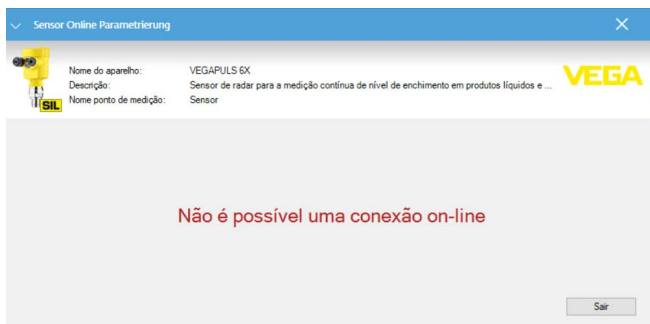 Sensor Online Parametrierung
Nome do aparelho: VEGAPULS 6X
Descrição: Sensor de radar para a medição contínua de nível de enchimento em produtos líquidos e ...
Nome ponto de medição: Sensor
SIL
VEGA
Não é possível uma conexão on-line
Sair